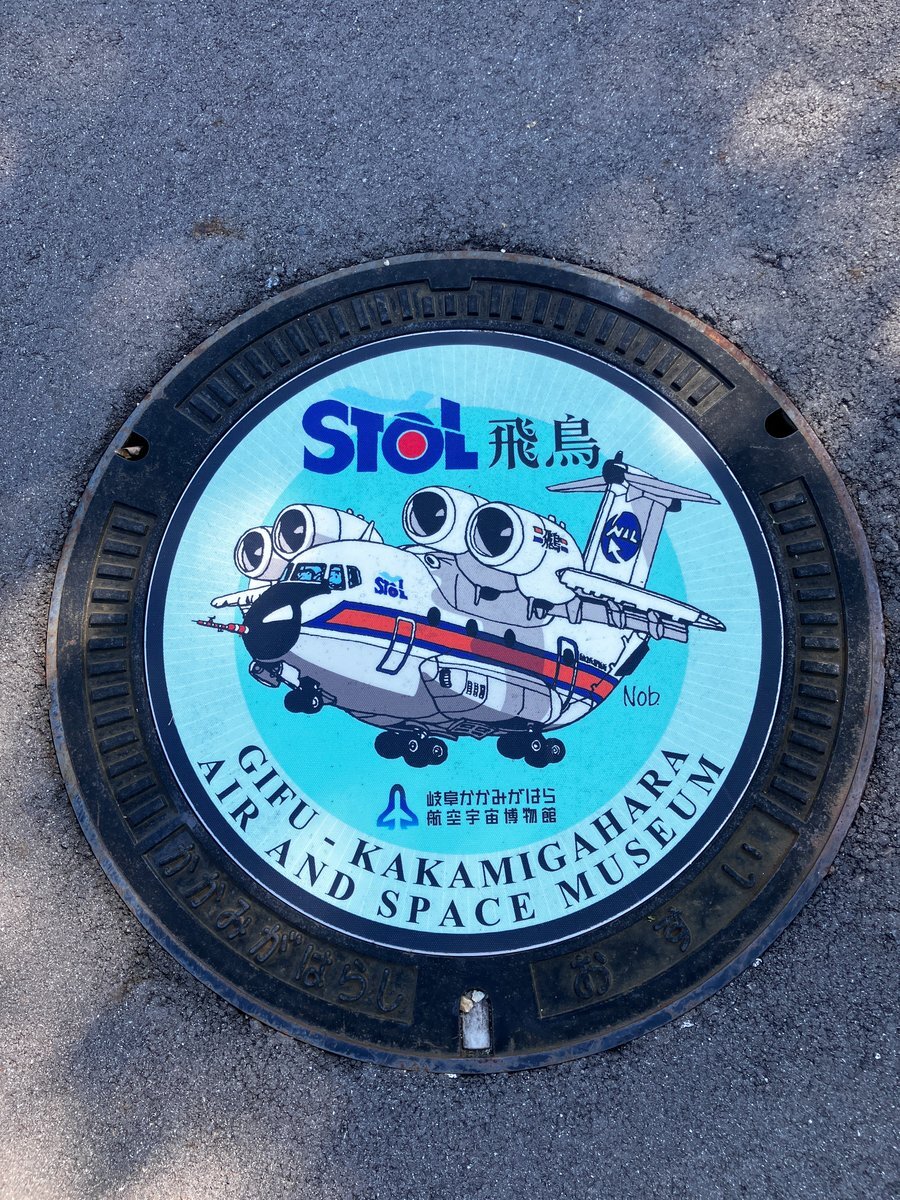 STOL 飛鳥
NAL
STOL
Nob.
岐阜かかみがはら
航空宇宙博物館
GIFU - KAKAMIGAHARA
AIR AND SPACE MUSEUM
かかみがはらし
おすい